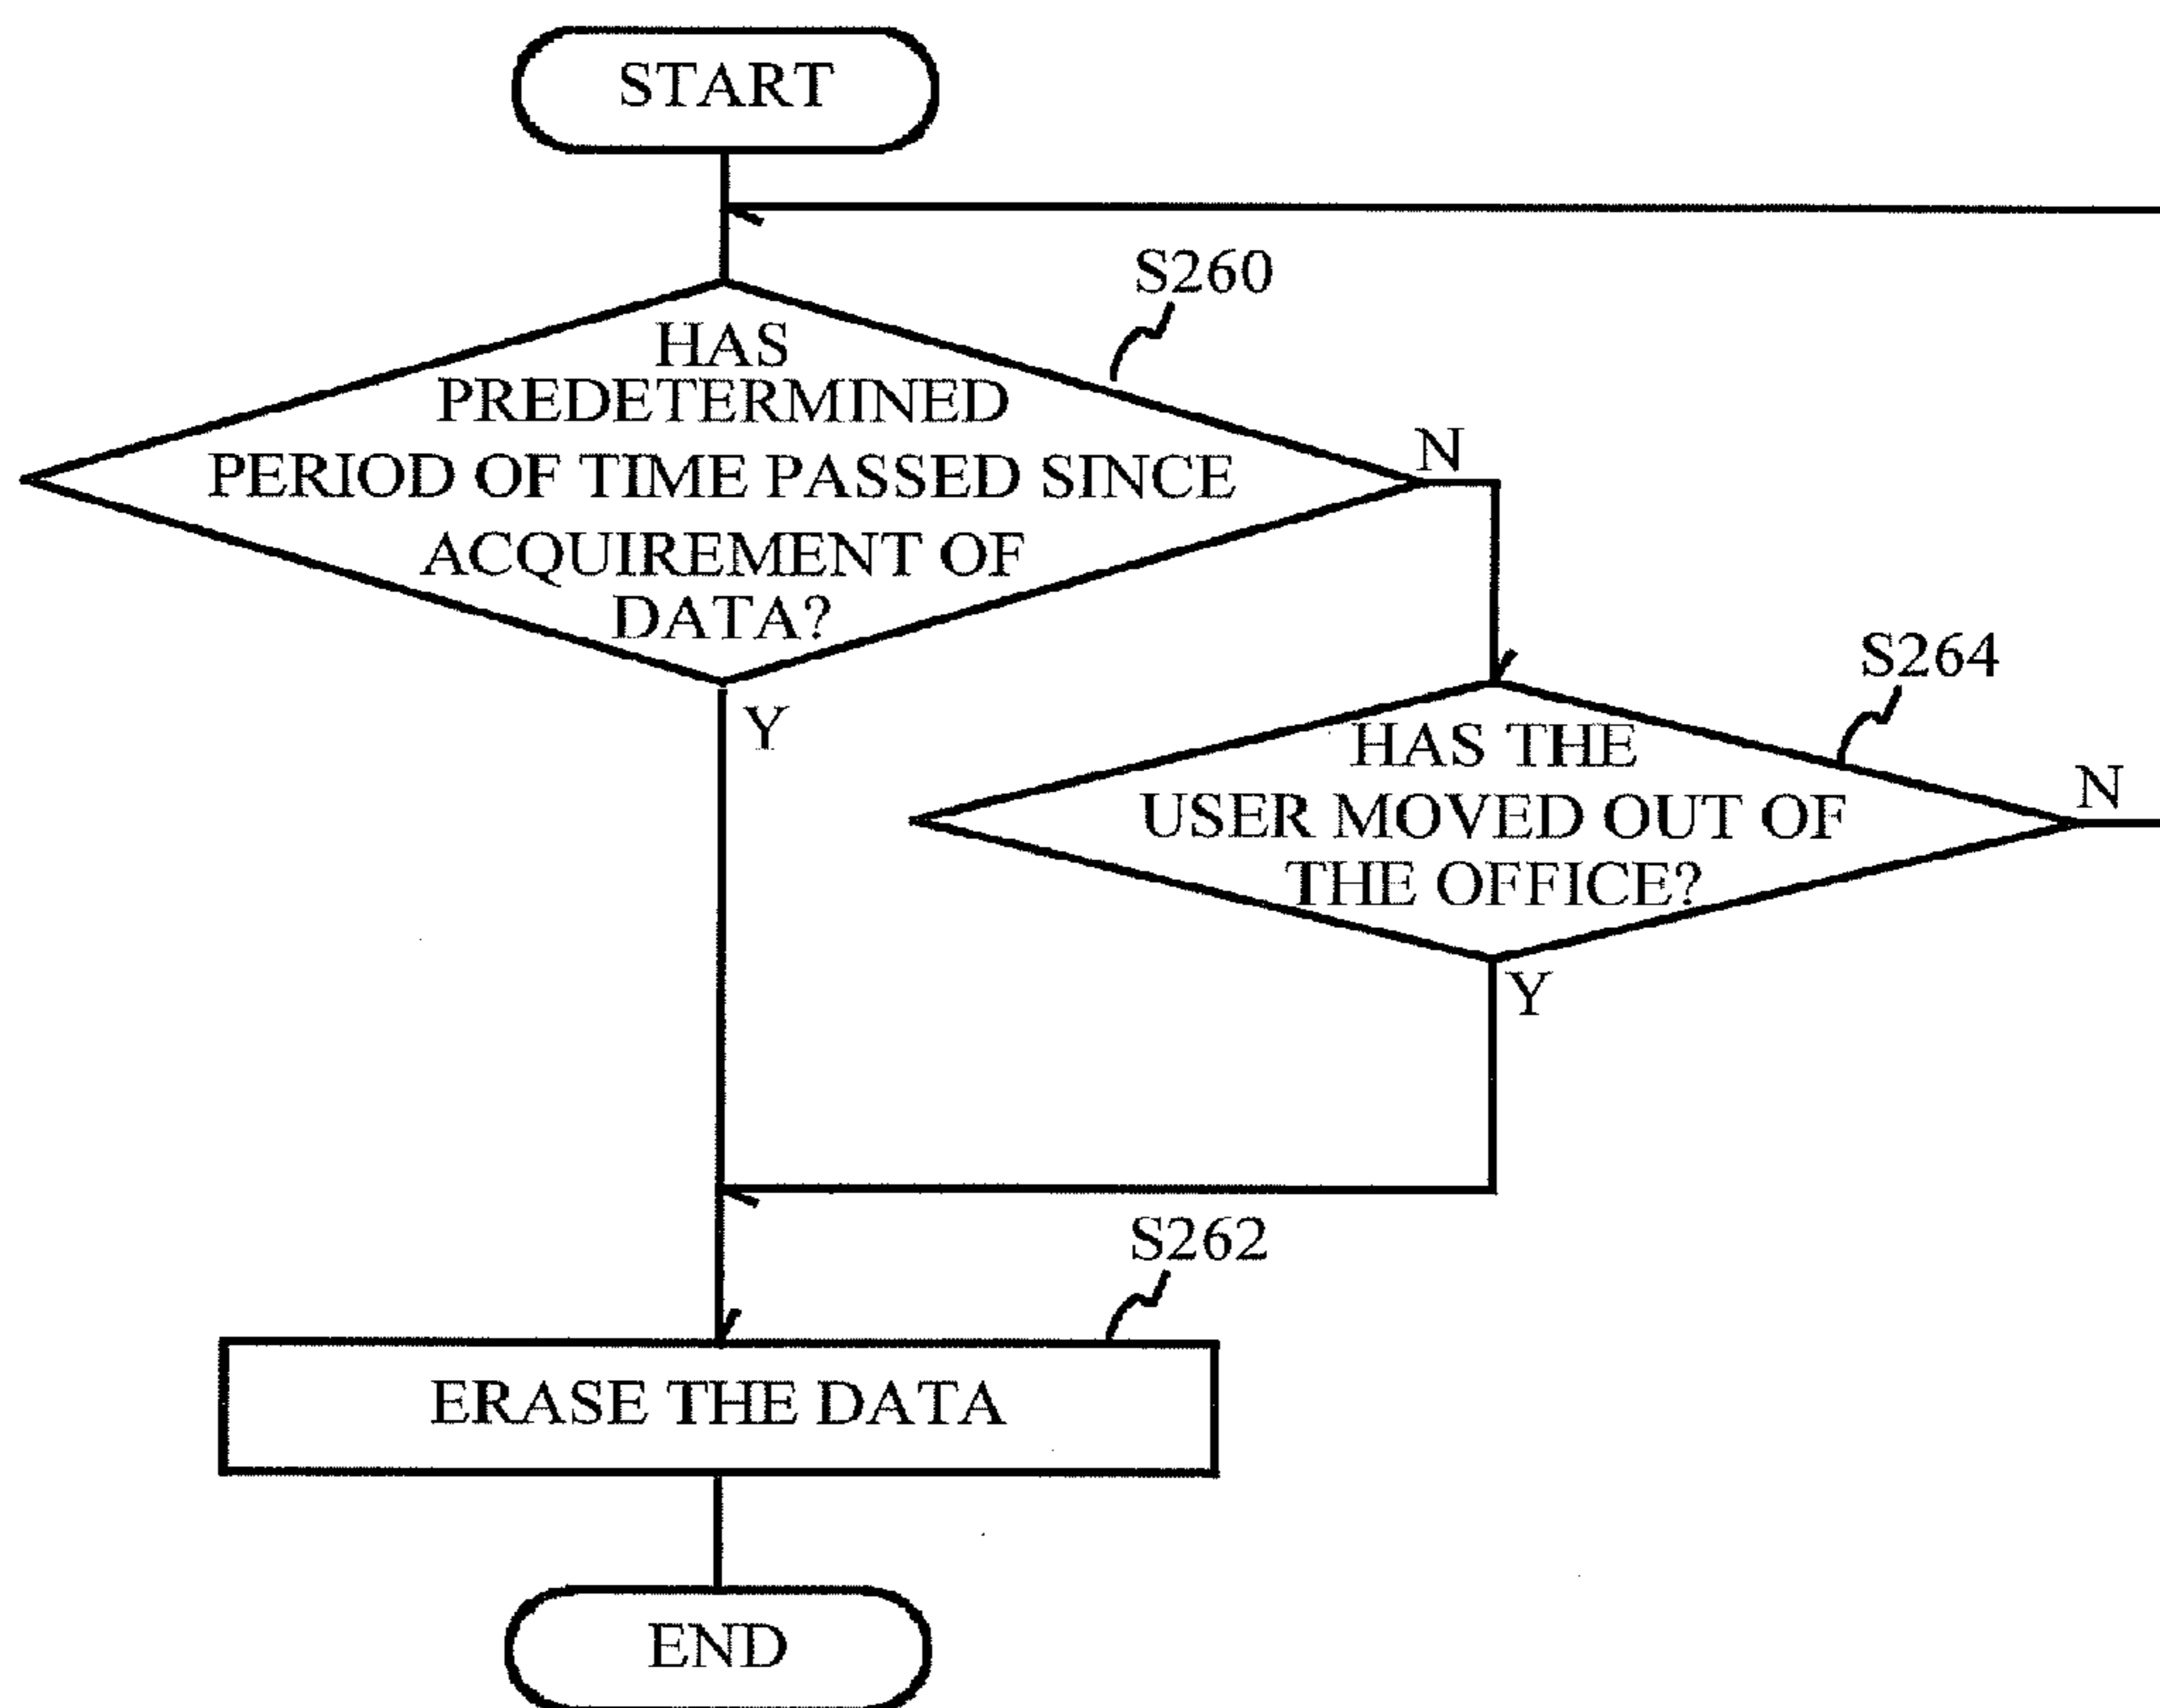 START
S260
HAS
PREDETERMINED
PERIOD OF TIME PASSED SINCE
ACQUIREMENT OF
DATA?
N
Y
S264
HAS THE
USER MOVED OUT OF
THE OFFICE?
N
Y
S262
ERASE THE DATA
END